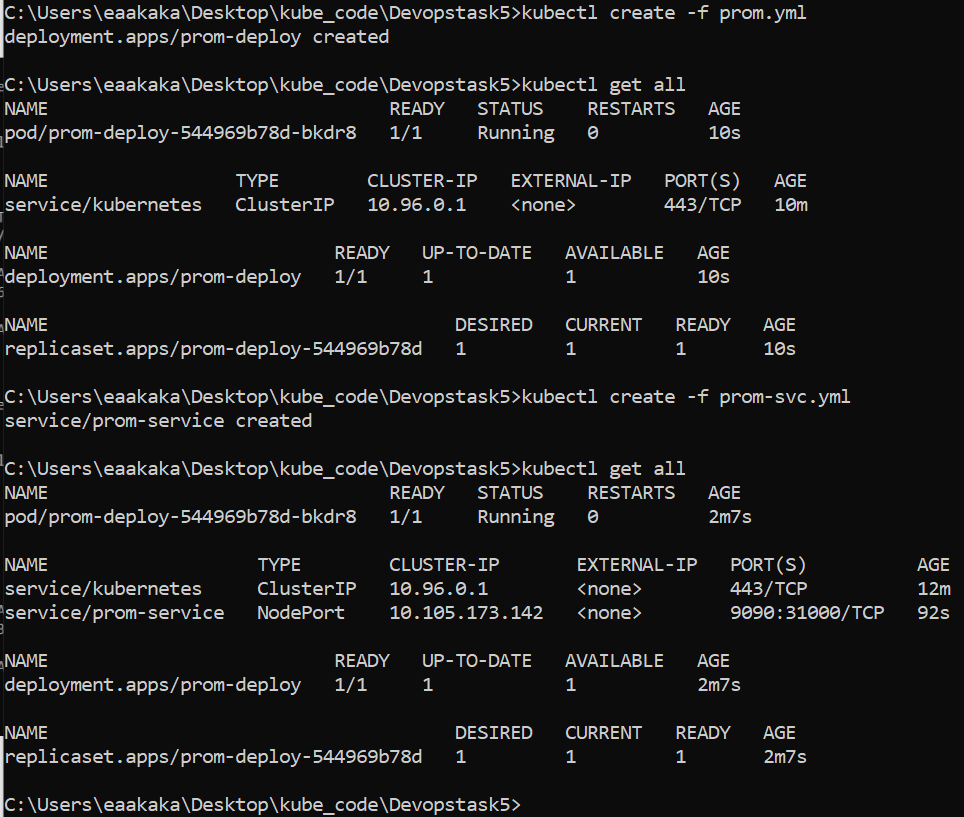 C:\Users\eaakaka\Desktop\kube_code\Devopstask5>kubectl create -f prom.yml
deployment.apps/prom-deploy created
C:\Users\eaakaka\Desktop\kube_code\Devopstask5>kubectl get all
NAME READY STATUS RESTARTS AGE
pod/prom-deploy-544969b78d-bkdr8 1/1 Running 0 10s
NAME TYPE CLUSTER-IP EXTERNAL-IP PORT(S) AGE
service/kubernetes ClusterIP 10.96.0.1 <none> 443/TCP 10m
NAME READY UP-TO-DATE AVAILABLE AGE
deployment.apps/prom-deploy 1/1 1 1 10s
NAME DESIRED CURRENT READY AGE
replicaset.apps/prom-deploy-544969b78d 1 1 1 10s
C:\Users\eaakaka\Desktop\kube_code\Devopstask5>kubectl create -f prom-svc.yml
service/prom-service created
C:\Users\eaakaka\Desktop\kube_code\Devopstask5>kubectl get all
NAME READY STATUS RESTARTS AGE
pod/prom-deploy-544969b78d-bkdr8 1/1 Running 0 2m7s
NAME TYPE CLUSTER-IP EXTERNAL-IP PORT(S) AGE
service/kubernetes ClusterIP 10.96.0.1 <none> 443/TCP 12m
service/prom-service NodePort 10.105.173.142 <none> 9090:31000/TCP 92s
NAME READY UP-TO-DATE AVAILABLE AGE
deployment.apps/prom-deploy 1/1 1 1 2m7s
NAME DESIRED CURRENT READY AGE
replicaset.apps/prom-deploy-544969b78d 1 1 1 2m7s
C:\Users\eaakaka\Desktop\kube_code\Devopstask5>